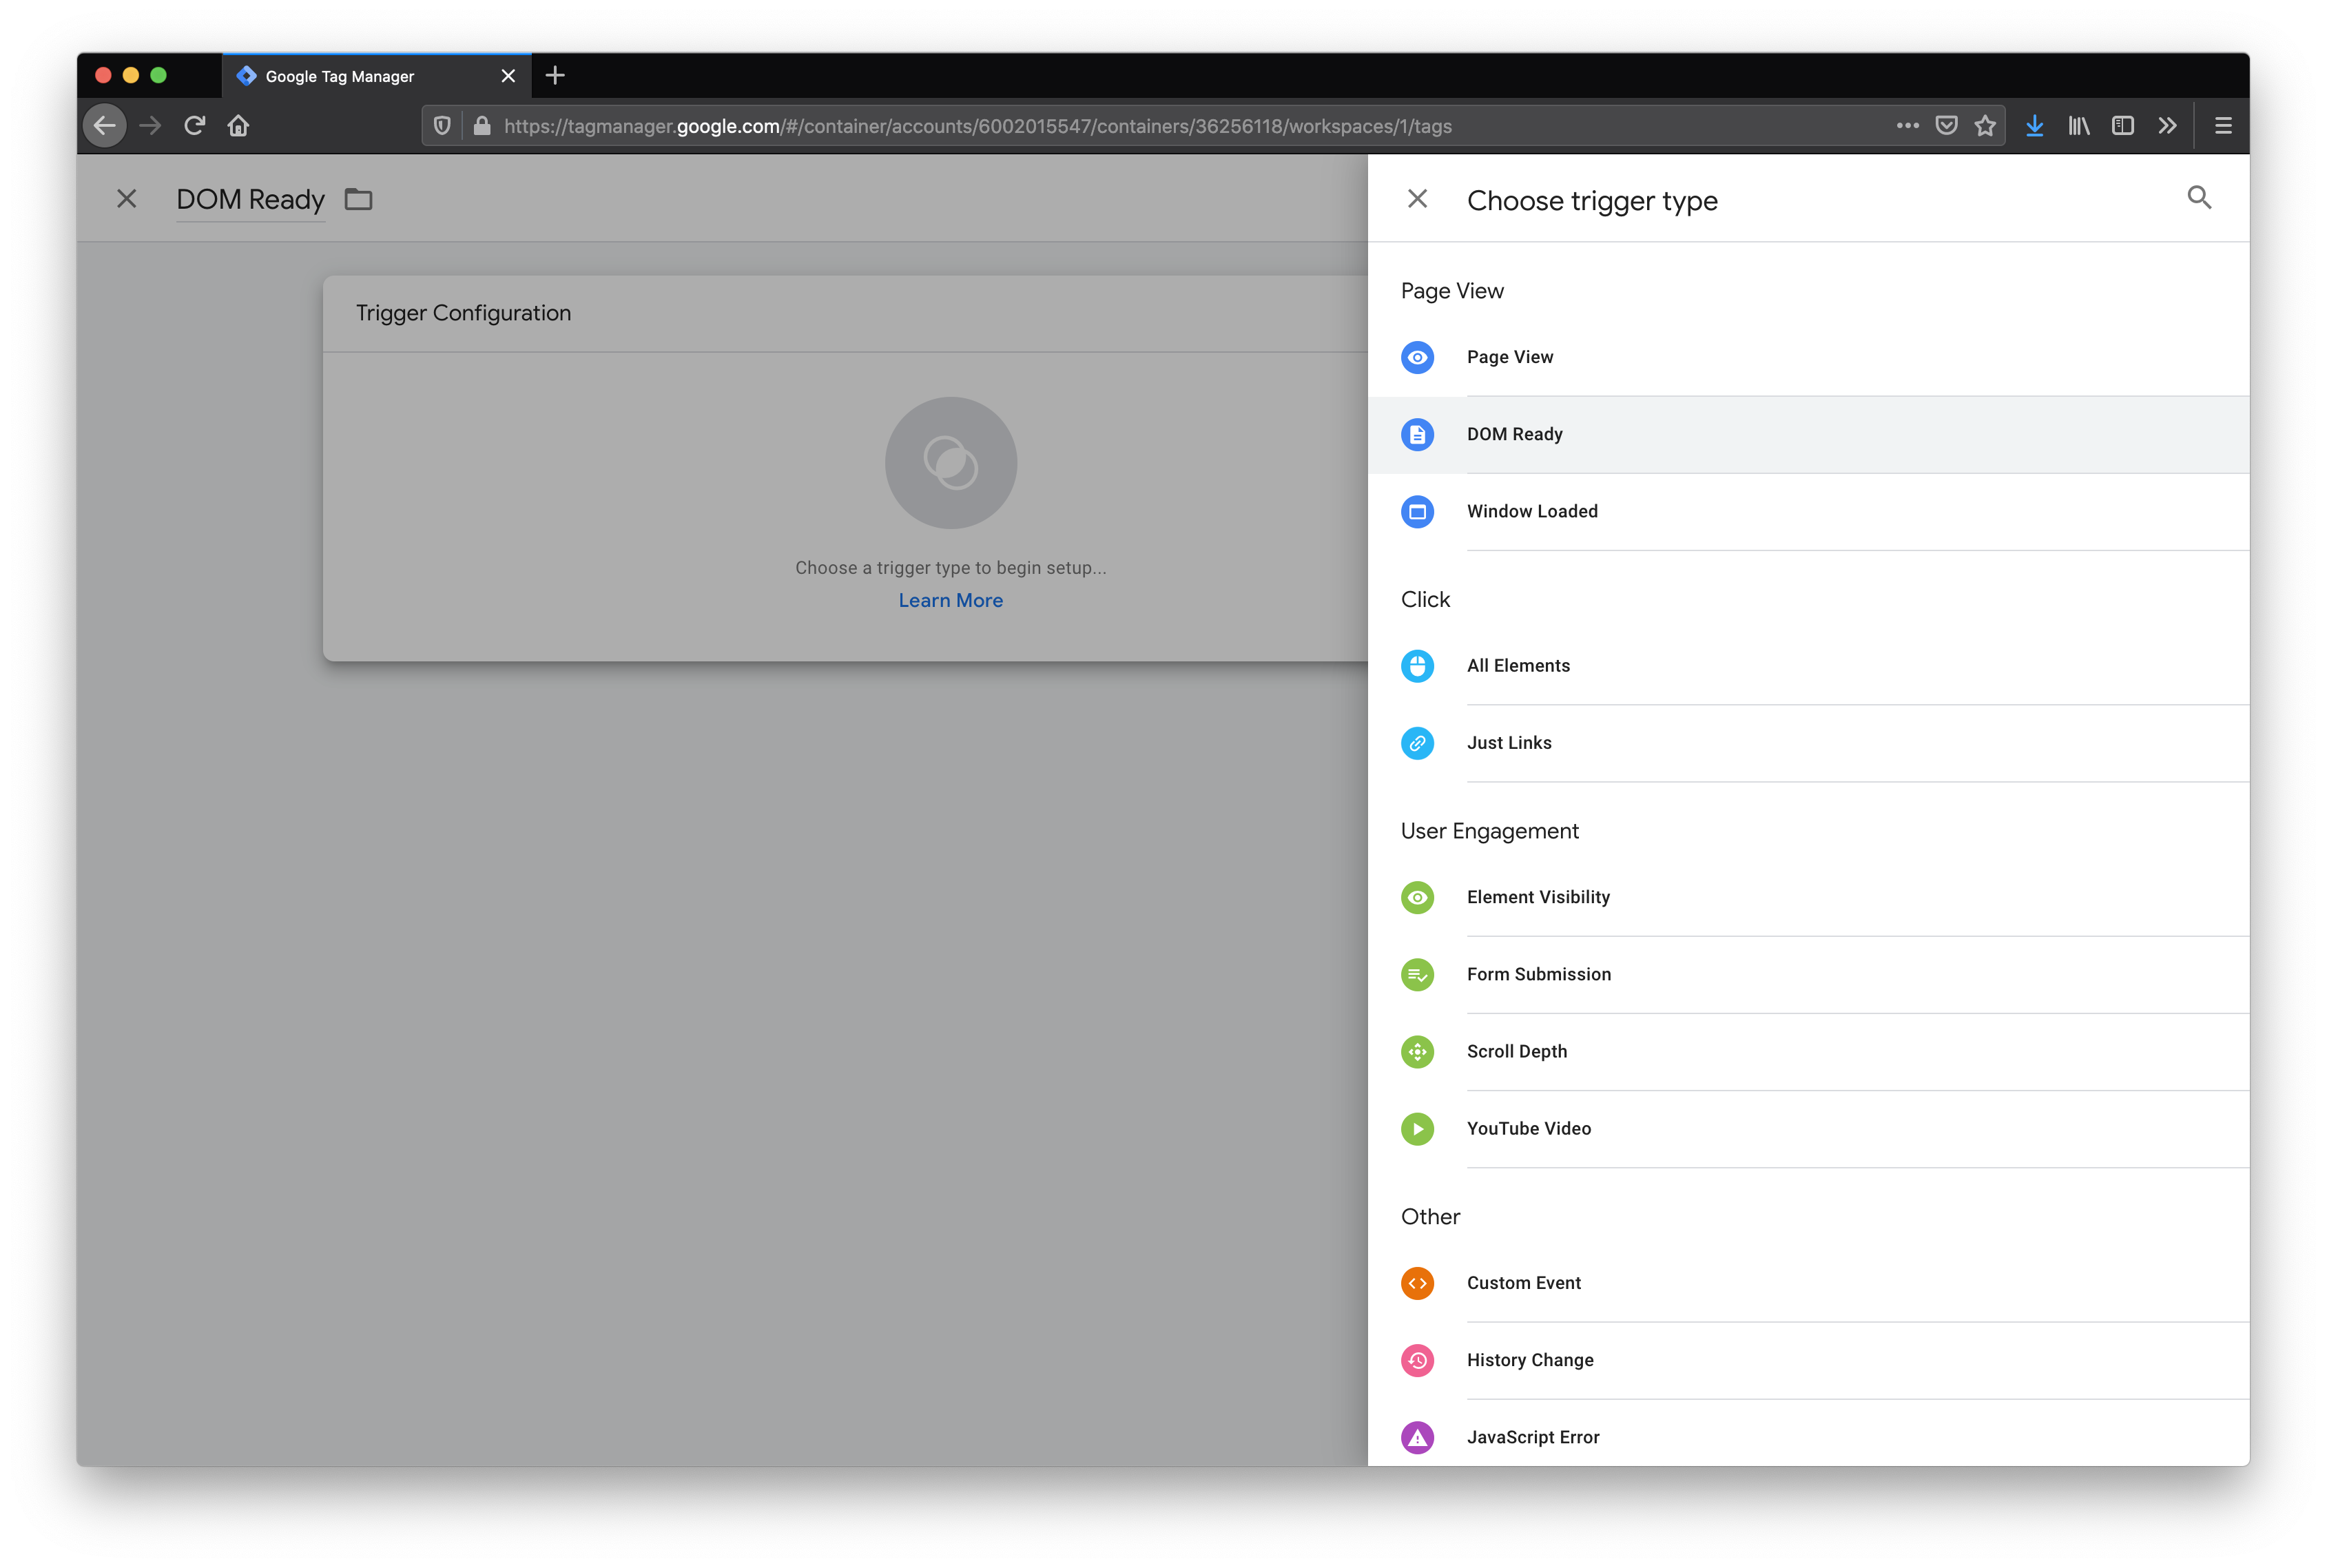 Google Tag Manager
https://tagmanager.google.com/#/container/accounts/6002015547/containers/36256118/workspaces/1/tags
DOM Ready
Trigger Configuration
Choose a trigger type to begin setup...
Learn More
Choose trigger type
Page View
Page View
DOM Ready
Window Loaded
Click
All Elements
Just Links
User Engagement
Element Visibility
Form Submission
Scroll Depth
YouTube Video
Other
Custom Event
History Change
JavaScript Error